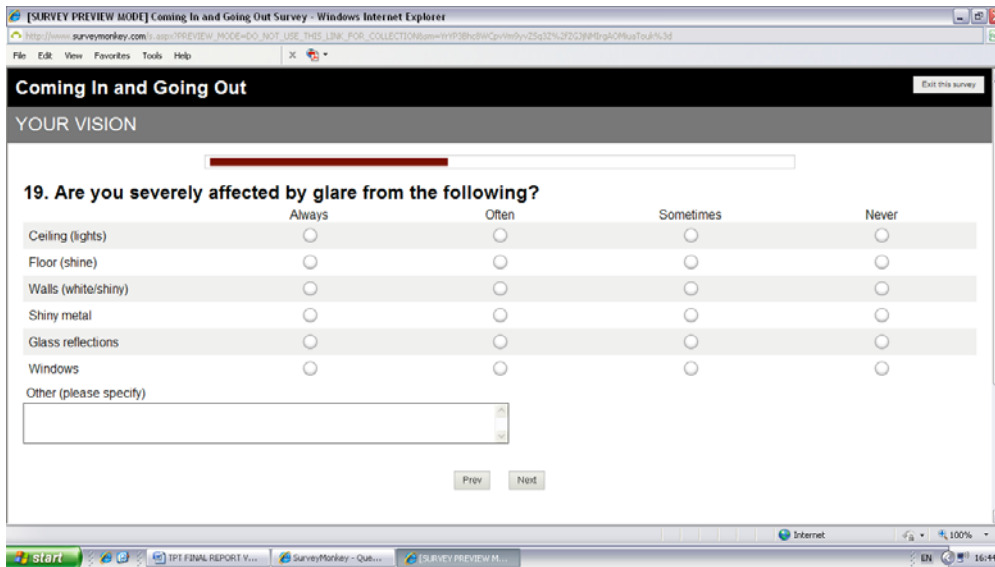 [SURVEY PREVIEW MODE] Coming In and Going Out Survey - Windows Internet Explorer
File Edit View Favorites Tools Help
Coming In and Going Out
Exit this survey
YOUR VISION
19. Are you severely affected by glare from the following?
Always Often Sometimes Never
Ceiling (lights)
Floor (shine)
Walls (white/shiny)
Shiny metal
Glass reflections
Windows
Other (please specify)
Prev Next
Internet 100%
start TPT FINAL REPORT V... SurveyMonkey - Que... [SURVEY PREVIEW M... EN 16:44